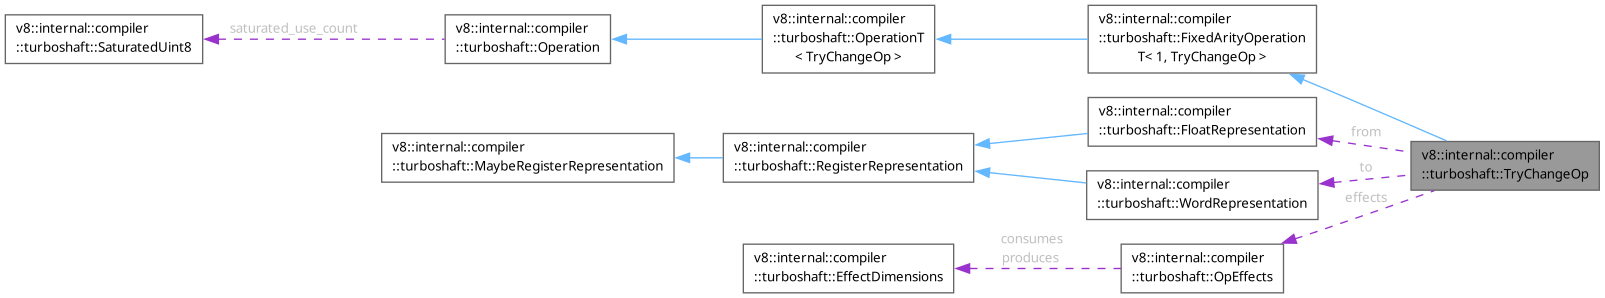 v8::internal::compiler
::turboshaft::SaturatedUint8
saturated_use_count
v8::internal::compiler
::turboshaft::Operation
v8::internal::compiler
::turboshaft::OperationT
< TryChangeOp >
v8::internal::compiler
::turboshaft::FixedArityOperation
T< 1, TryChangeOp >
v8::internal::compiler
::turboshaft::MaybeRegisterRepresentation
v8::internal::compiler
::turboshaft::RegisterRepresentation
v8::internal::compiler
::turboshaft::FloatRepresentation
v8::internal::compiler
::turboshaft::WordRepresentation
from
to
effects
v8::internal::compiler
::turboshaft::TryChangeOp
v8::internal::compiler
::turboshaft::EffectDimensions
consumes
produces
v8::internal::compiler
::turboshaft::OpEffects